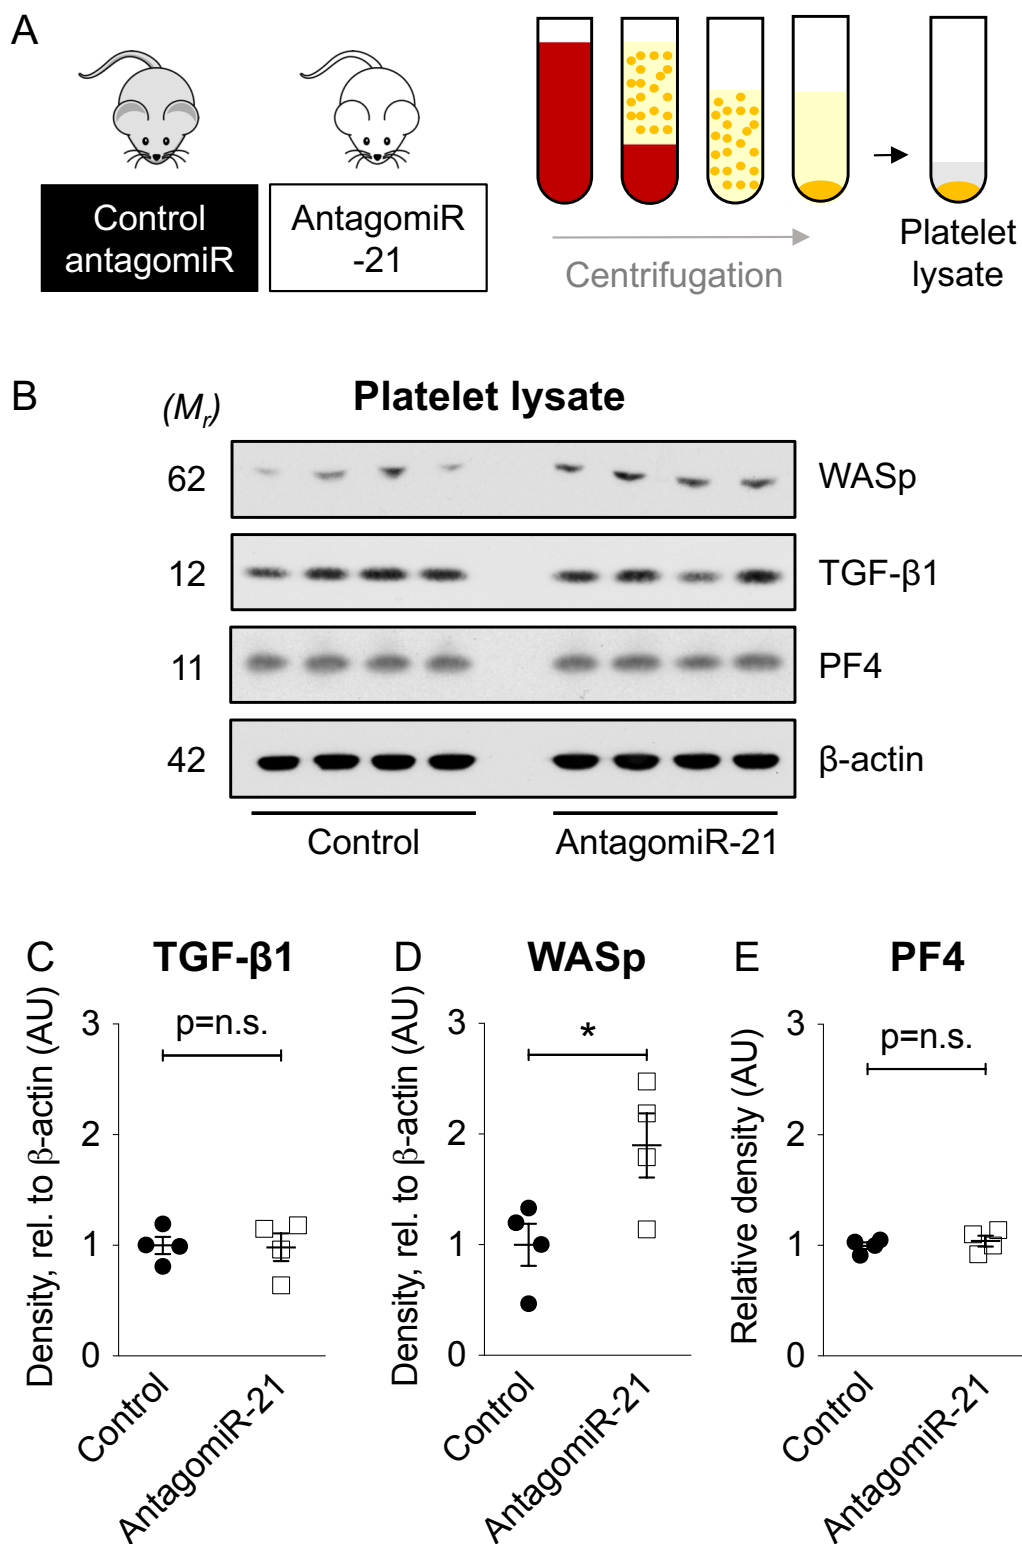 A
Control
antagomiR
AntagomiR
-21
Centrifugation
Platelet
lysate
B
(Mr)
Platelet lysate
62
WASp
12
TGF-β1
11
PF4
42
β-actin
Control
AntagomiR-21
C
TGF-β1
Density, rel. to β-actin (AU)
3
2
1
0
p=n.s.
Control
AntagomiR-21
D
WASp
Density, rel. to β-actin (AU)
3
2
1
0
*
Control
AntagomiR-21
E
PF4
Relative density (AU)
3
2
1
0
p=n.s.
Control
AntagomiR-21